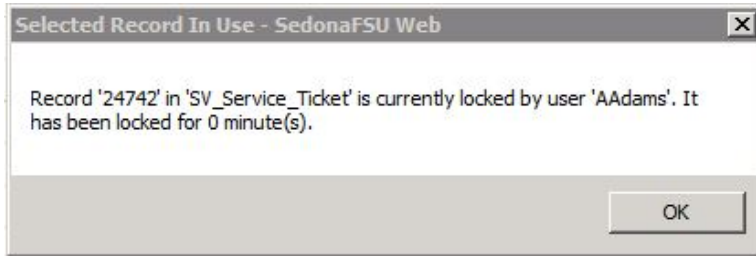 Selected Record In Use - SedonaFSU Web
Record '24742' in 'SV_Service_Ticket' is currently locked by user 'AAdams'. It
has been locked for 0 minute(s).
OK